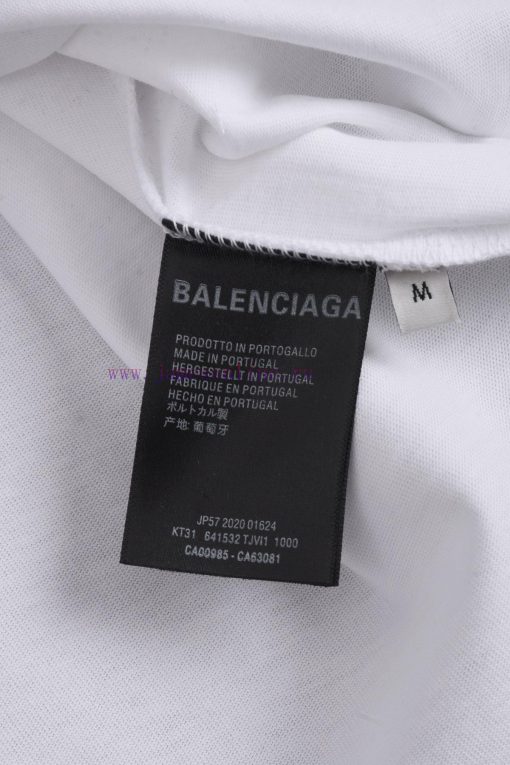 BALENCIAGA
M
PRODOTTO IN PORTOGALLO
MADE IN PORTUGAL
HERGESTELLT IN PORTUGAL
FABRIQUE EN PORTUGAL
HECHO EN PORTUGAL
ポルトカル製
产地: 葡萄牙
JP57 2020 01624
KT31 641532 TJVI1 1000
CA00985 - CA63081